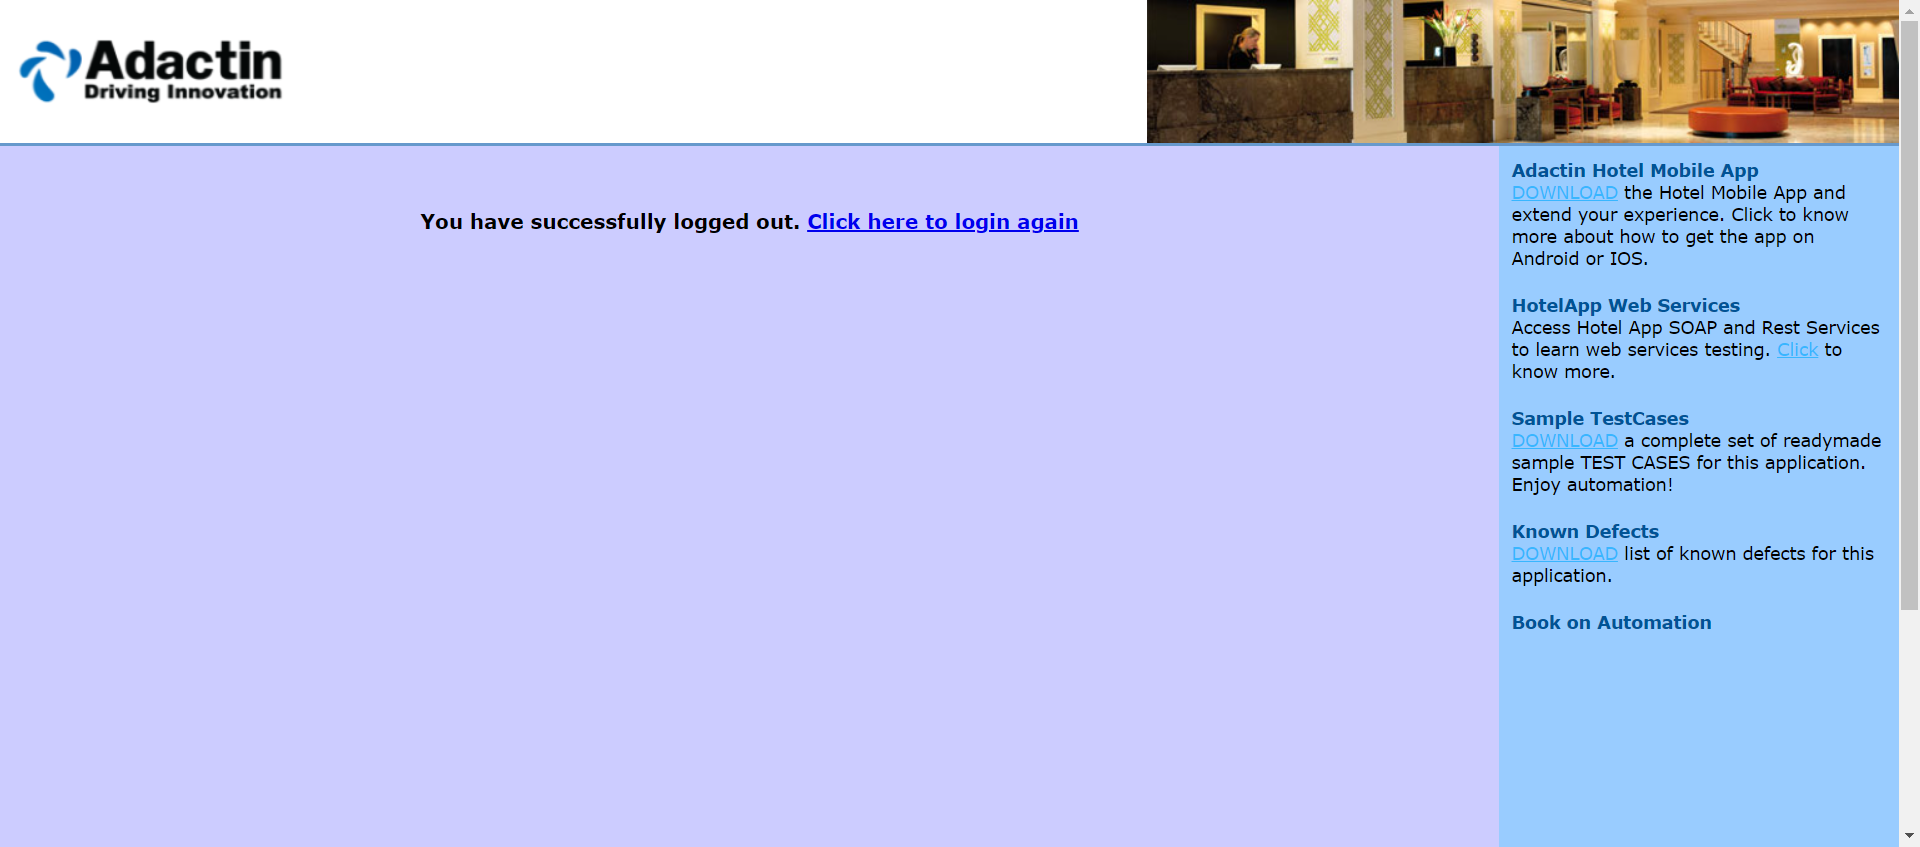 Adactin
Driving Innovation
You have successfully logged out. Click here to login again
Adactin Hotel Mobile App
DOWNLOAD the Hotel Mobile App and
extend your experience. Click to know
more about how to get the app on
Android or IOS.
HotelApp Web Services
Access Hotel App SOAP and Rest Services
to learn web services testing. Click to
know more.
Sample TestCases
DOWNLOAD a complete set of readymade
sample TEST CASES for this application.
Enjoy automation!
Known Defects
DOWNLOAD list of known defects for this
application.
Book on Automation